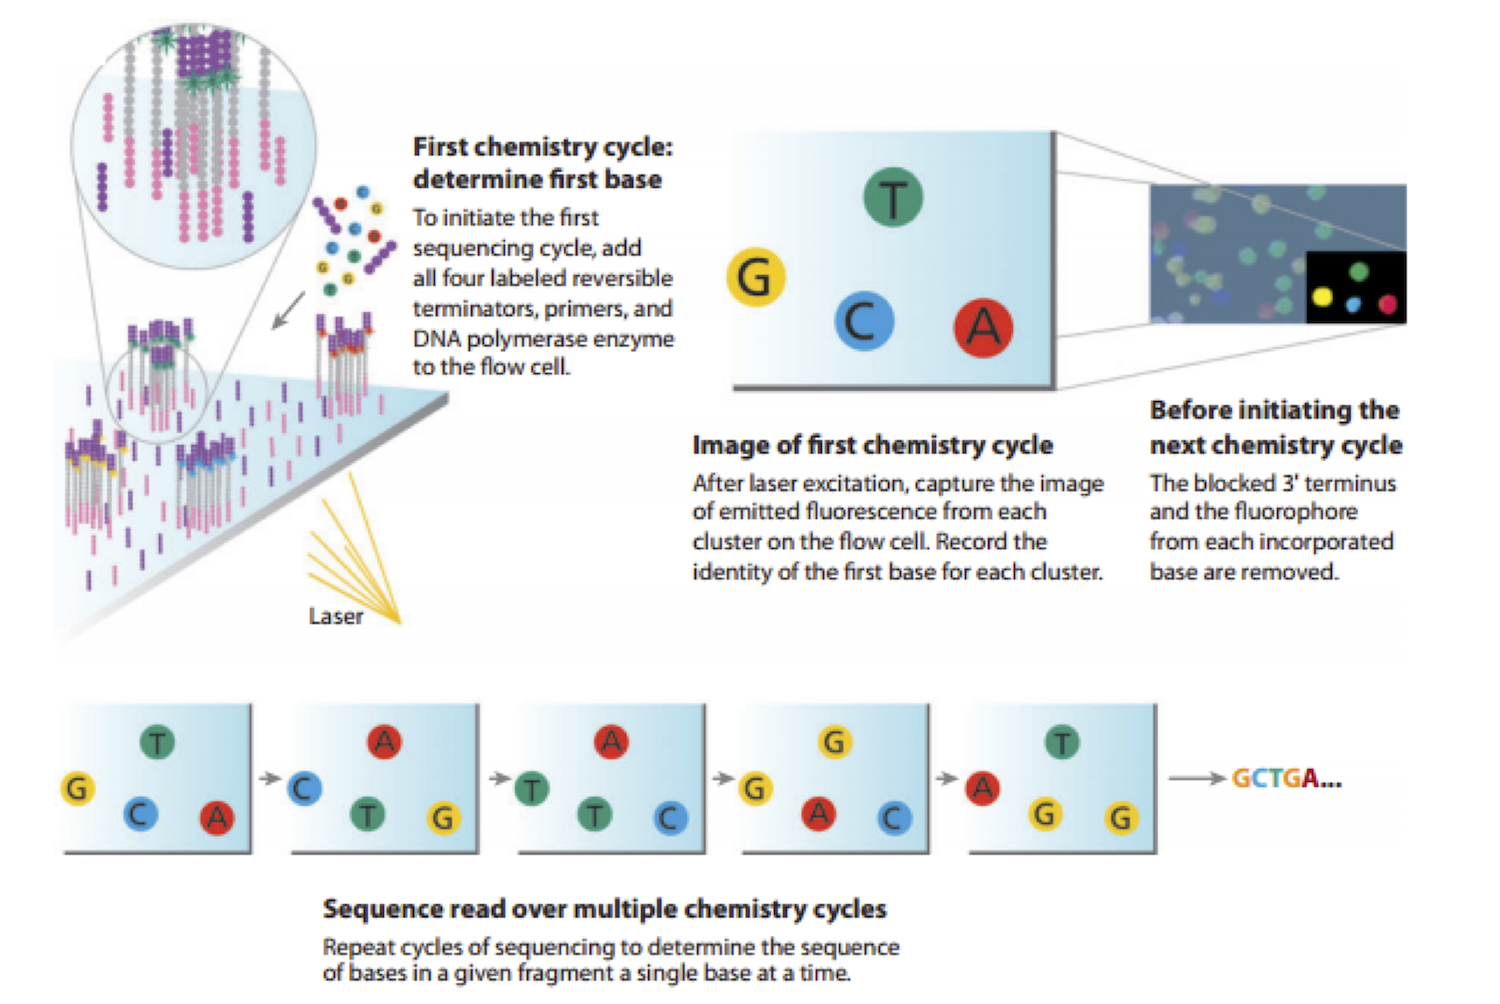 First chemistry cycle:
determine first base
To initiate the first
sequencing cycle, add
all four labeled reversible
terminators, primers, and
DNA polymerase enzyme
to the flow cell.
C
G
C
C
T
G
G
T
Laser
T
G
C
A
Image of first chemistry cycle
After laser excitation, capture the image
of emitted fluorescence from each
cluster on the flow cell. Record the
identity of the first base for each cluster.
Before initiating the
next chemistry cycle
The blocked 3' terminus
and the fluorophore
from each incorporated
base are removed.
T
G
C
A
A
C
T
G
A
T
T
C
G
G
A
C
T
A
G
G
GCTGA...
Sequence read over multiple chemistry cycles
Repeat cycles of sequencing to determine the sequence
of bases in a given fragment a single base at a time.